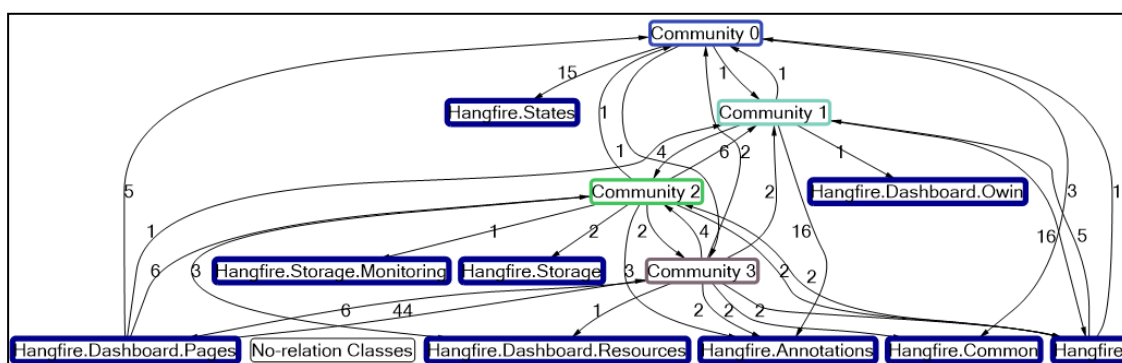 Community 0
15
1
1
Hangfire.States
Community 1
1
4
6
2
1
1
Community 2
Hangfire.Dashboard.Owin
5
3
1
2
1
6
3
1
2
2
4
16
16
5
Hangfire.Storage.Monitoring
Hangfire.Storage
Community 3
3
2
2
6
44
1
2
2
2
Hangfire.Dashboard.Pages
No-relation Classes
Hangfire.Dashboard.Resources
Hangfire.Annotations
Hangfire.Common
Hangfire